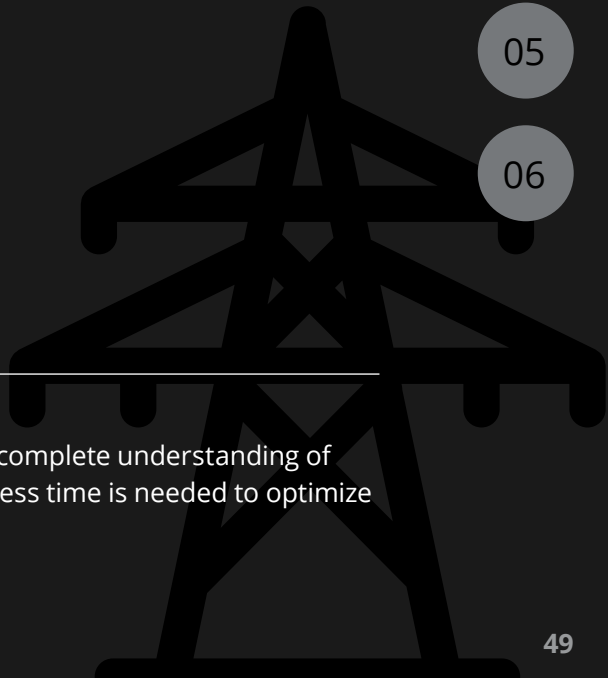 05
06
complete understanding of
ess time is needed to optimize
49